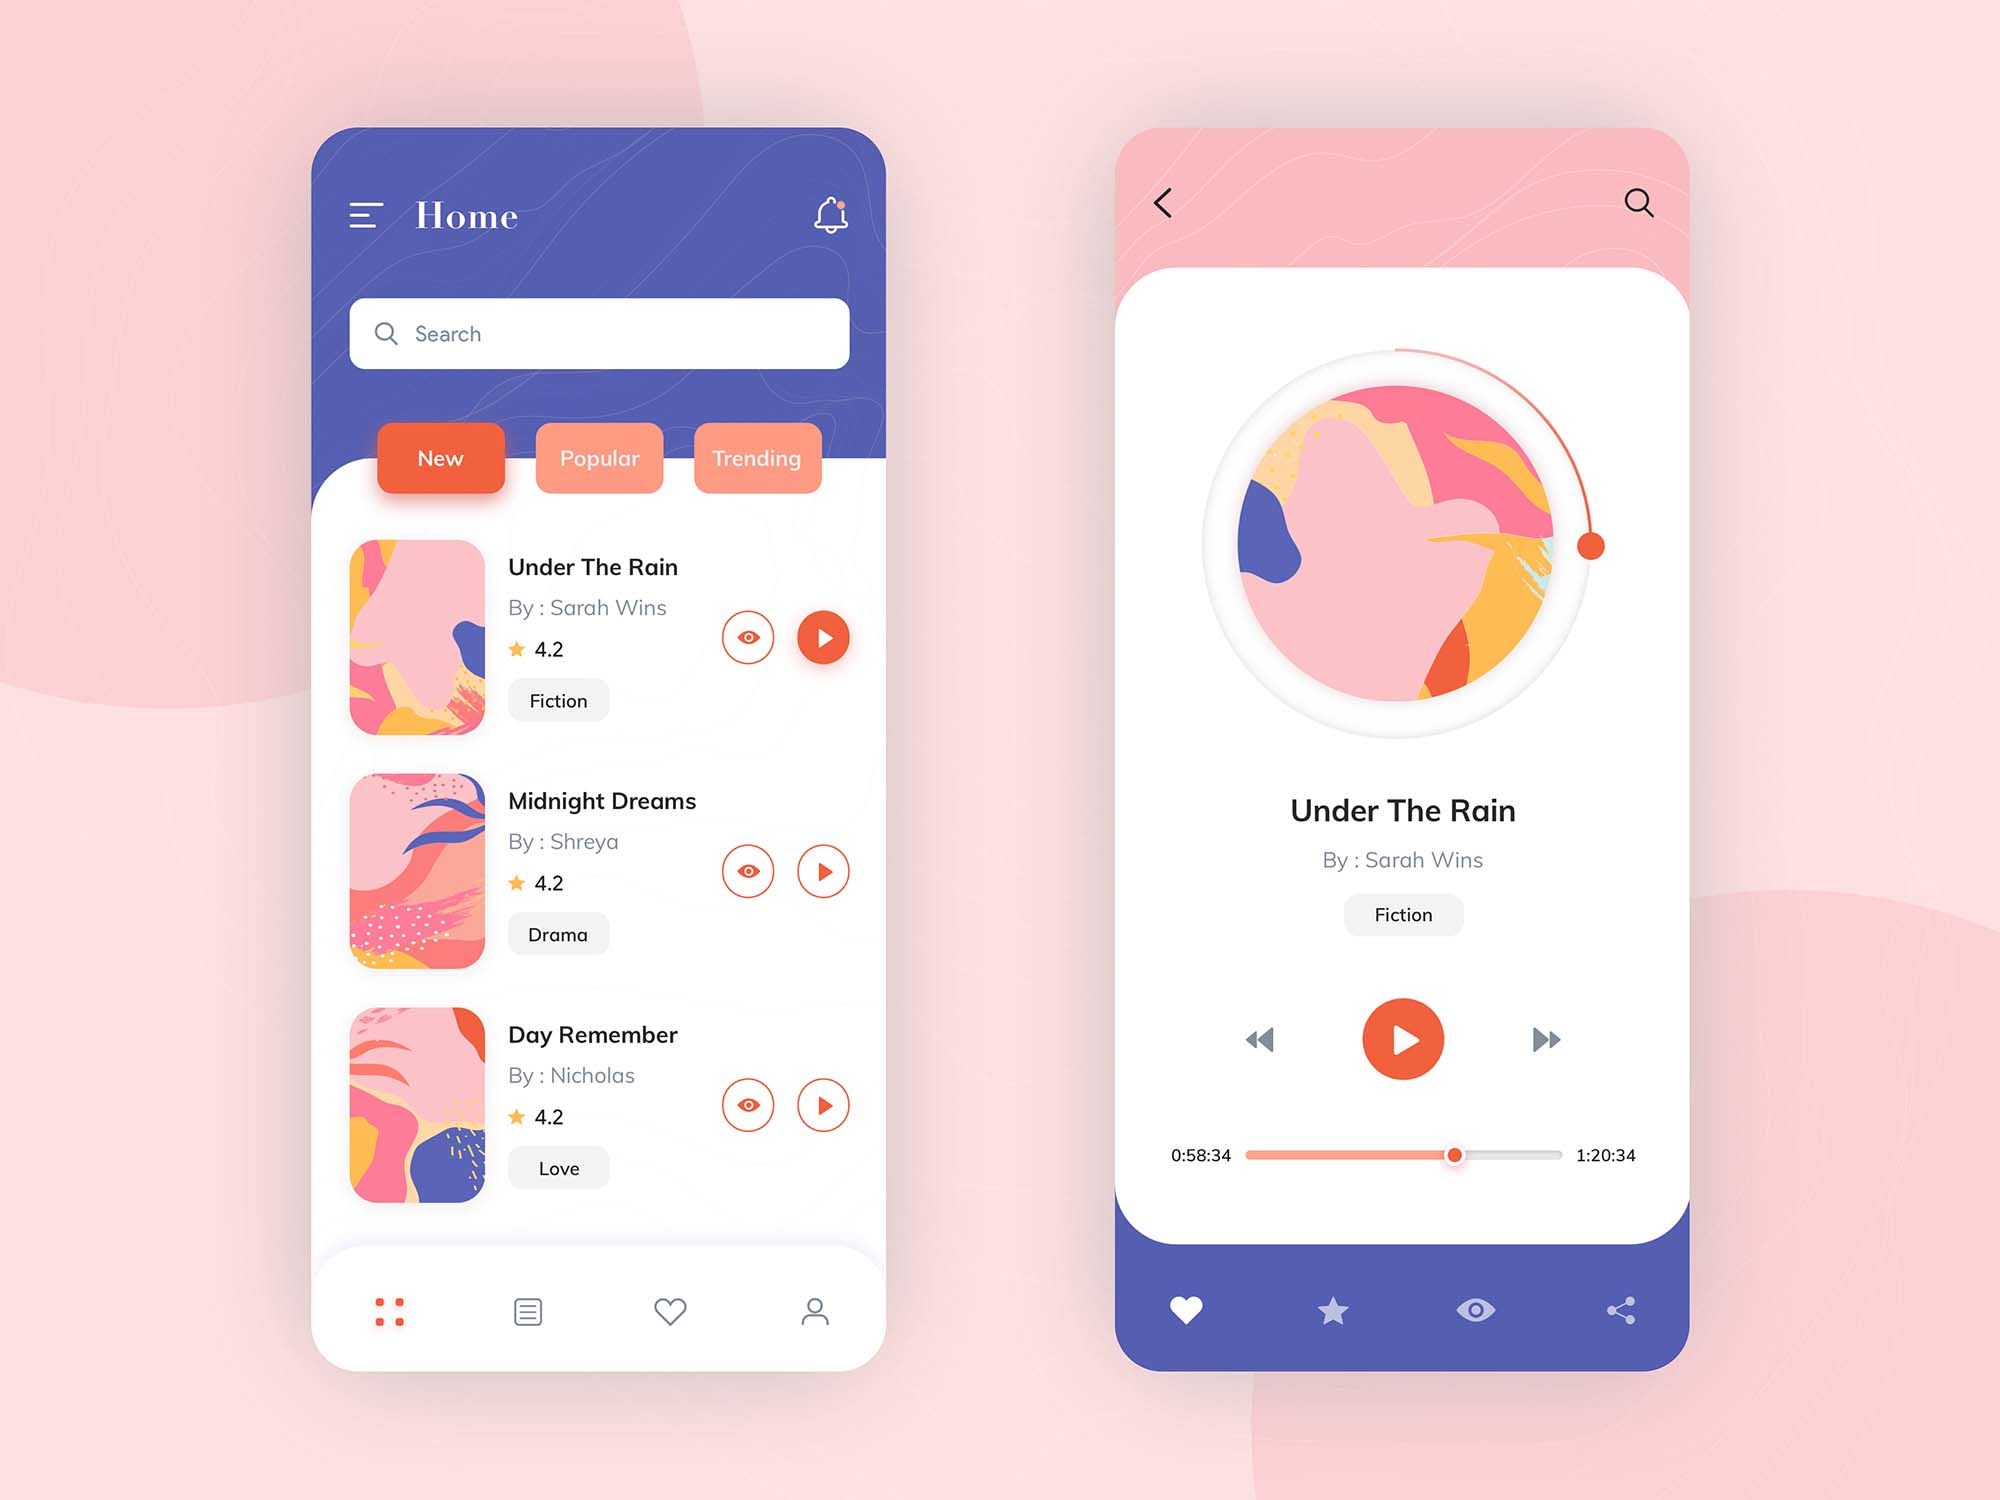 Home
Search
New
Popular
Trending
Under The Rain
By : Sarah Wins
4.2
Fiction
Midnight Dreams
By : Shreya
4.2
Drama
Day Remember
By : Nicholas
4.2
Love
Under The Rain
By : Sarah Wins
Fiction
0:58:34
1:20:34